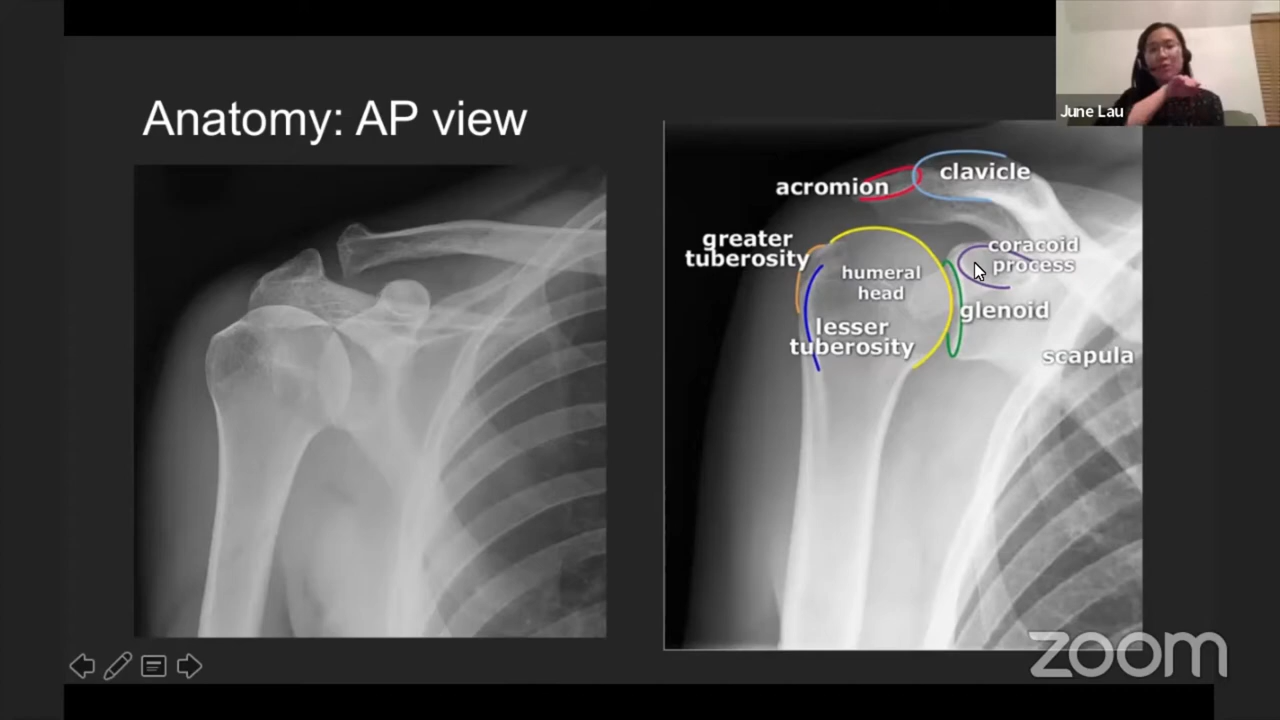 June Lau
Anatomy: AP view
acromion
clavicle
greater
tuberosity
coracoid
process
humeral
head
glenoid
lesser
tuberosity
scapula
zoom